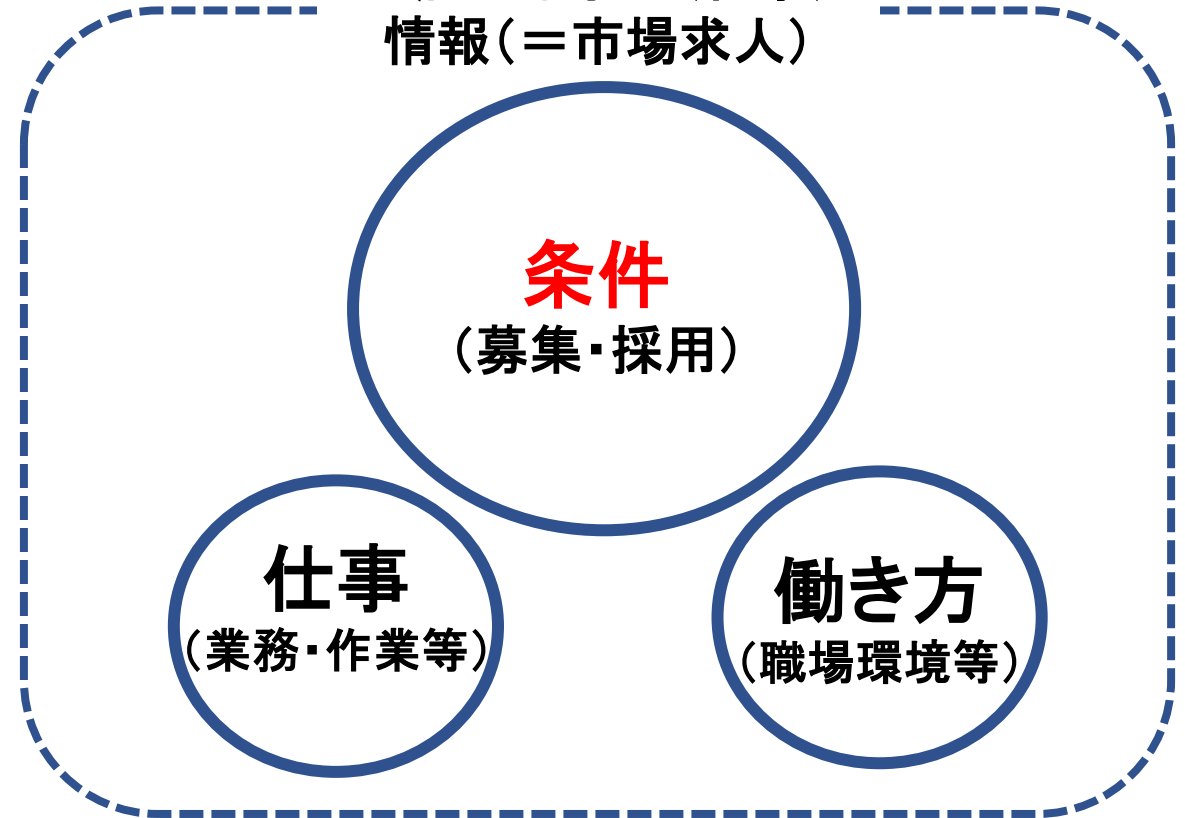 情報（＝市場求人）
条件
（募集・採用）
仕事
（業務・作業等）
働き方
（職場環境等）